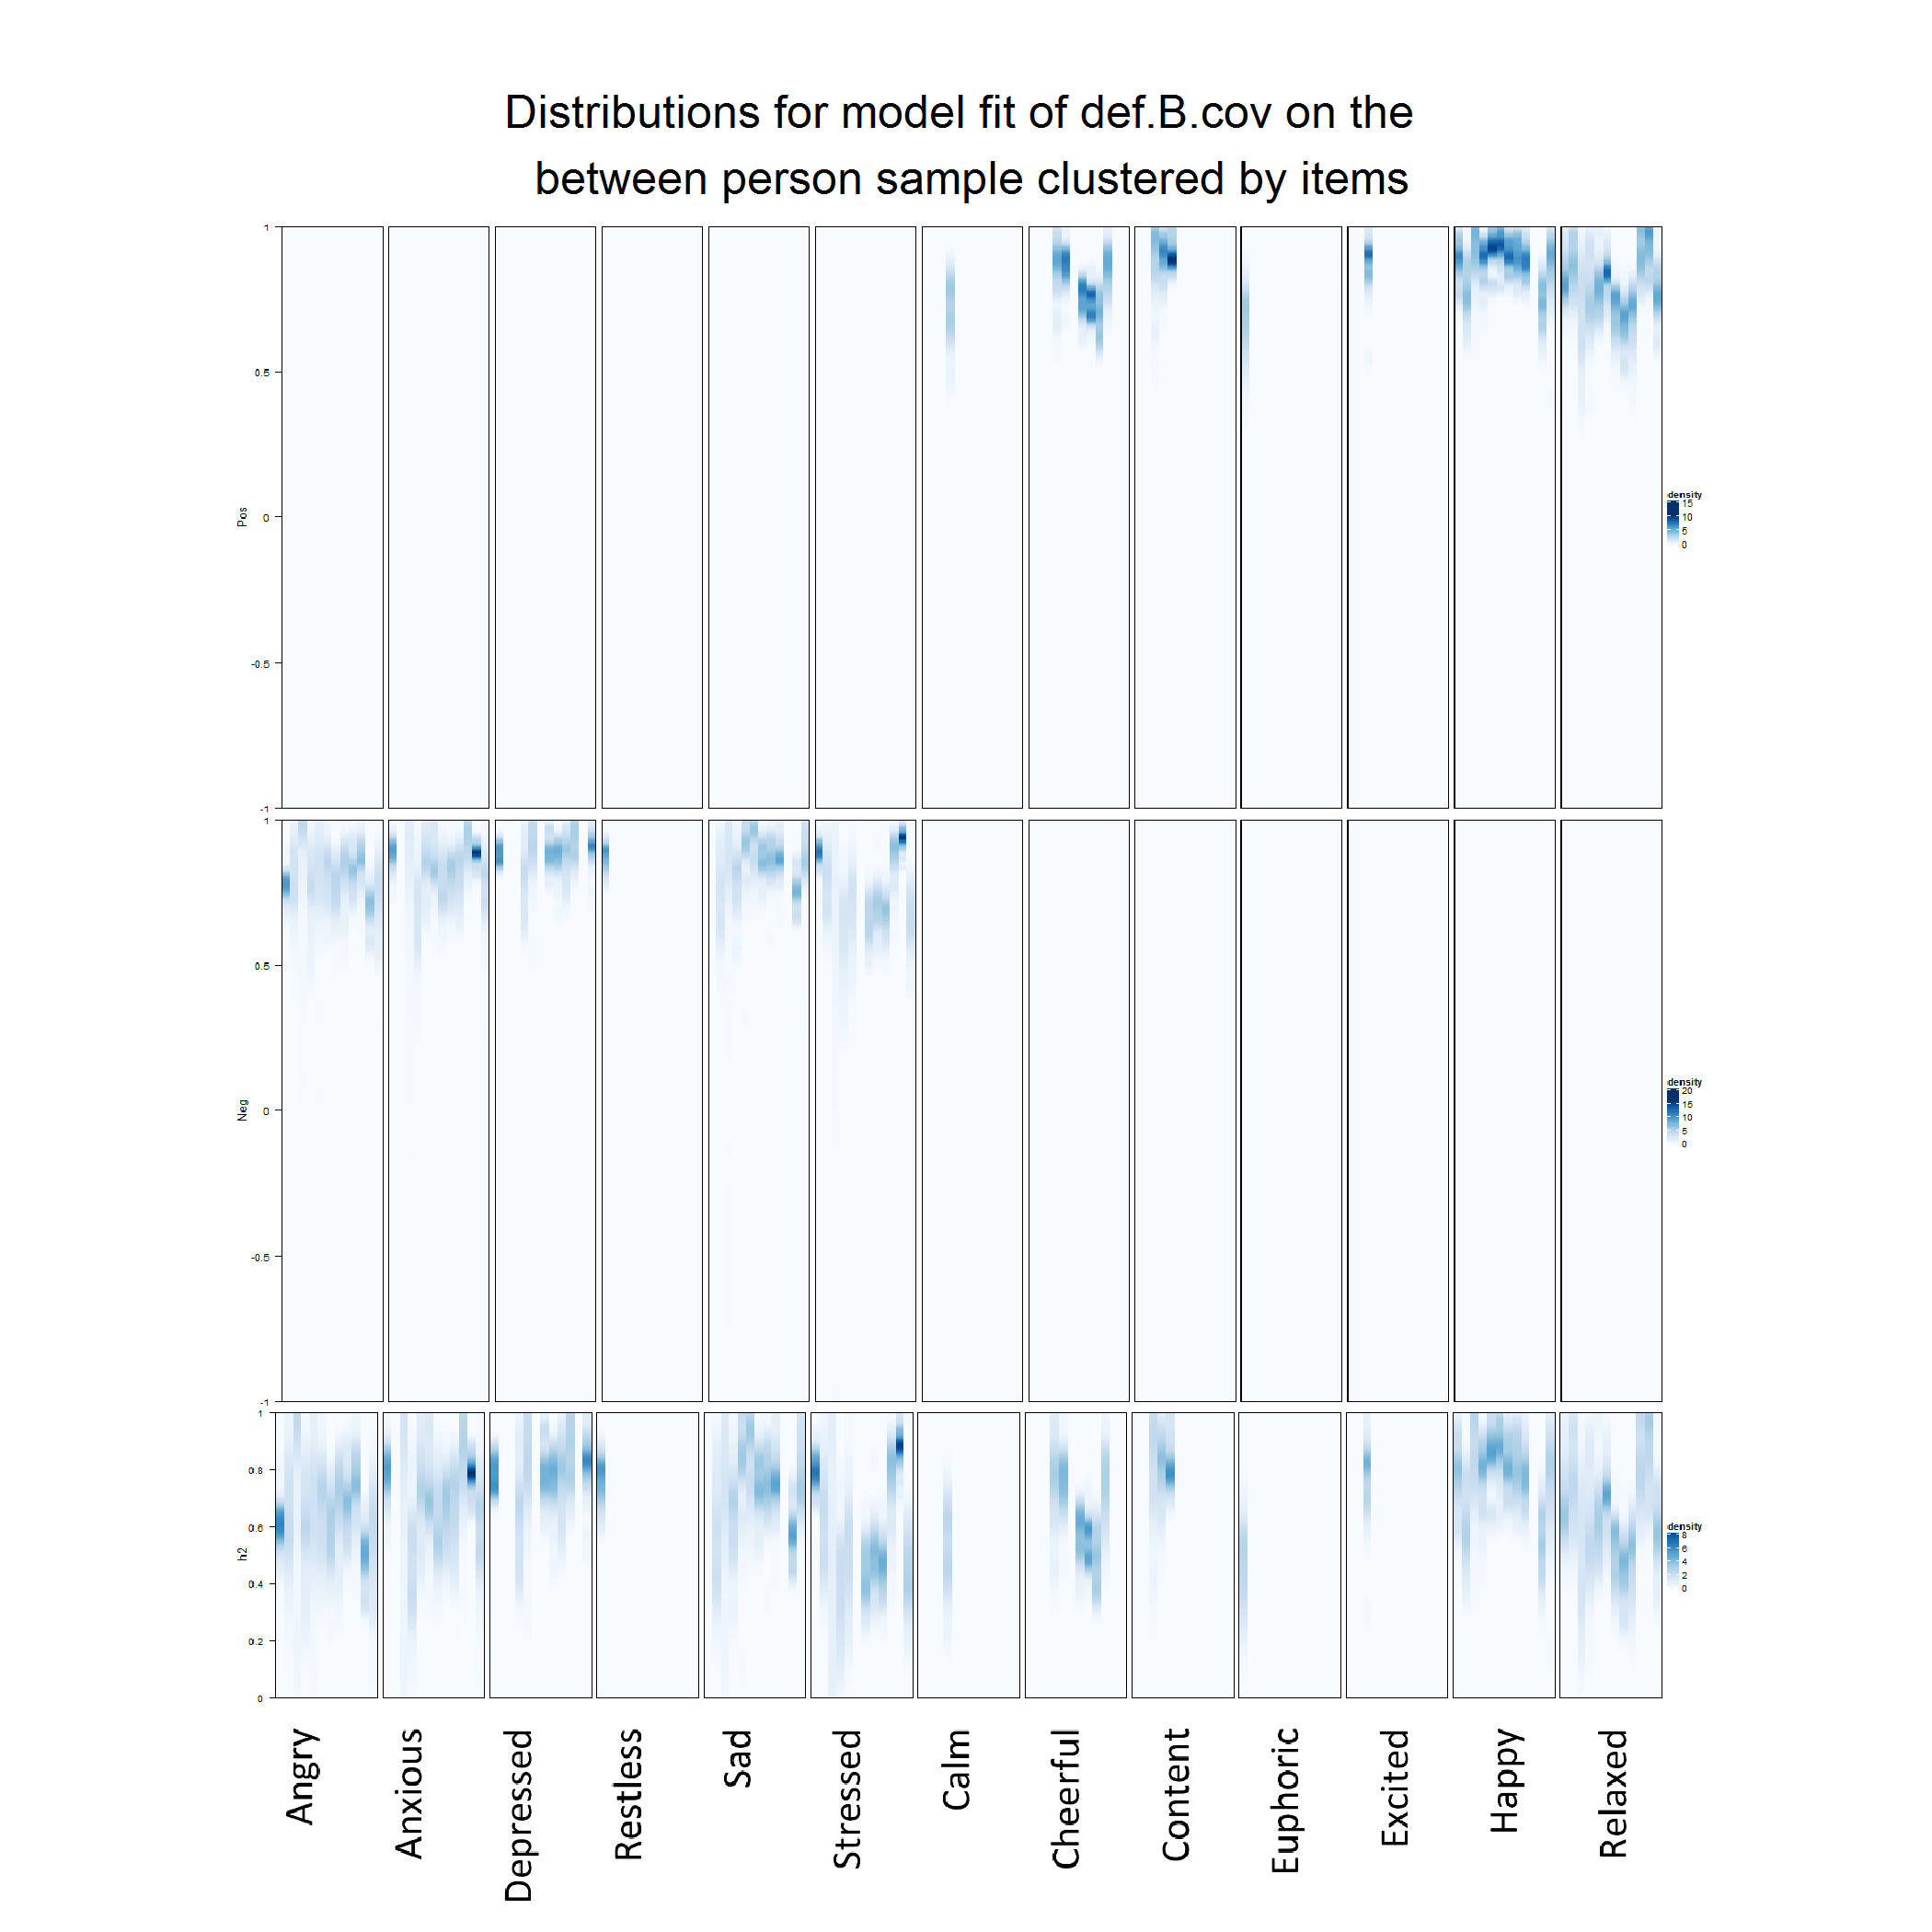 Distributions for model fit of def.B.cov on the
between person sample clustered by items
1
0.5
Pos
0
-0.5
-1
density
15
10
5
0
1
0.5
Neg
0
-0.5
-1
density
20
15
10
5
0
1
0.8
0.6
h2
0.4
0.2
0
density
8
6
4
2
0
Angry
Anxious
Depressed
Restless
Sad
Stressed
Calm
Cheerful
Content
Euphoric
Excited
Happy
Relaxed